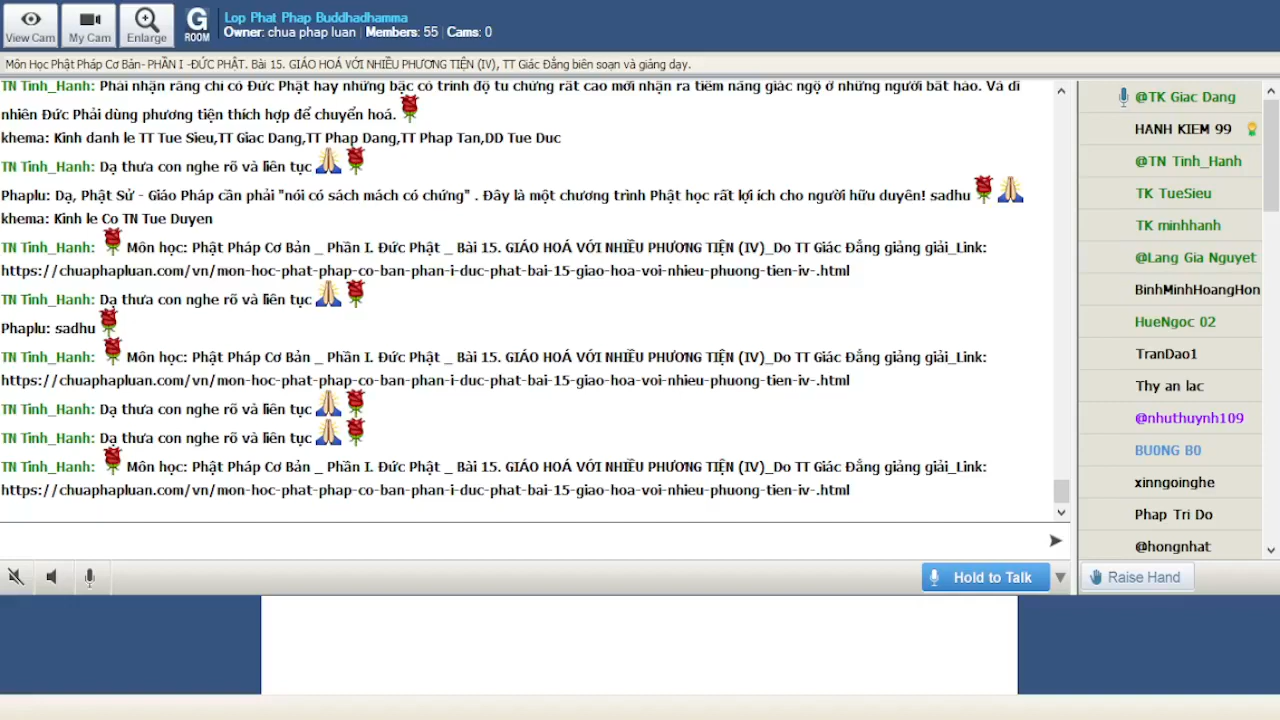 View Cam
My Cam
Enlarge
G
ROOM
Lop Phat Phap Buddhadhamma
Owner: chua phap luan | Members: 55 | Cams: 0
Môn Học Phật Pháp Cơ Bản- PHẦN I -ĐỨC PHẬT. Bài 15. GIÁO HOÁ VỚI NHIỀU PHƯƠNG TIỆN (IV), TT Giác Đẳng biên soạn và giảng dạy.
TN Tinh_Hanh: Phải nhận rằng chỉ có Đức Phật hay những bậc có trình độ tu chứng rất cao mới nhận ra tiềm năng giác ngộ ở những người bất hảo. Và dĩ
nhiên Đức Phải dùng phương tiện thích hợp để chuyển hoá.
khema: Kinh danh le TT Tue Sieu,TT Giac Dang,TT Phap Dang,TT Phap Tan,DD Tue Duc
TN Tinh_Hanh: Dạ thưa con nghe rõ và liên tục
Phaplu: Dạ, Phật Sử - Giáo Pháp cần phải "nói có sách mách có chứng" . Đây là một chương trình Phật học rất lợi ích cho người hữu duyên! sadhu
khema: Kinh le Co TN Tue Duyen
TN Tinh_Hanh: Môn học: Phật Pháp Cơ Bản _ Phần I. Đức Phật _ Bài 15. GIÁO HOÁ VỚI NHIỀU PHƯƠNG TIỆN (IV)_Do TT Giác Đẳng giảng giải_Link:
https://chuaphapluan.com/vn/mon-hoc-phat-phap-co-ban-phan-i-duc-phat-bai-15-giao-hoa-voi-nhieu-phuong-tien-iv-.html
TN Tinh_Hanh: Dạ thưa con nghe rõ và liên tục
Phaplu: sadhu
TN Tinh_Hanh: Môn học: Phật Pháp Cơ Bản _ Phần I. Đức Phật _ Bài 15. GIÁO HOÁ VỚI NHIỀU PHƯƠNG TIỆN (IV)_Do TT Giác Đẳng giảng giải_Link:
https://chuaphapluan.com/vn/mon-hoc-phat-phap-co-ban-phan-i-duc-phat-bai-15-giao-hoa-voi-nhieu-phuong-tien-iv-.html
TN Tinh_Hanh: Dạ thưa con nghe rõ và liên tục
TN Tinh_Hanh: Dạ thưa con nghe rõ và liên tục
TN Tinh_Hanh: Môn học: Phật Pháp Cơ Bản _ Phần I. Đức Phật _ Bài 15. GIÁO HOÁ VỚI NHIỀU PHƯƠNG TIỆN (IV)_Do TT Giác Đẳng giảng giải_Link:
https://chuaphapluan.com/vn/mon-hoc-phat-phap-co-ban-phan-i-duc-phat-bai-15-giao-hoa-voi-nhieu-phuong-tien-iv-.html
@TK Giac Dang
HANH KIEM 99
@TN Tinh_Hanh
TK TueSieu
TK minhhanh
@Lang Gia Nguyet
BinhMinhHoangHon
HueNgoc 02
TranDao1
Thy an lac
@nhuthuynh109
BU0NG B0
xinngoinghe
Phap Tri Do
@hongnhat
Hold to Talk
Raise Hand